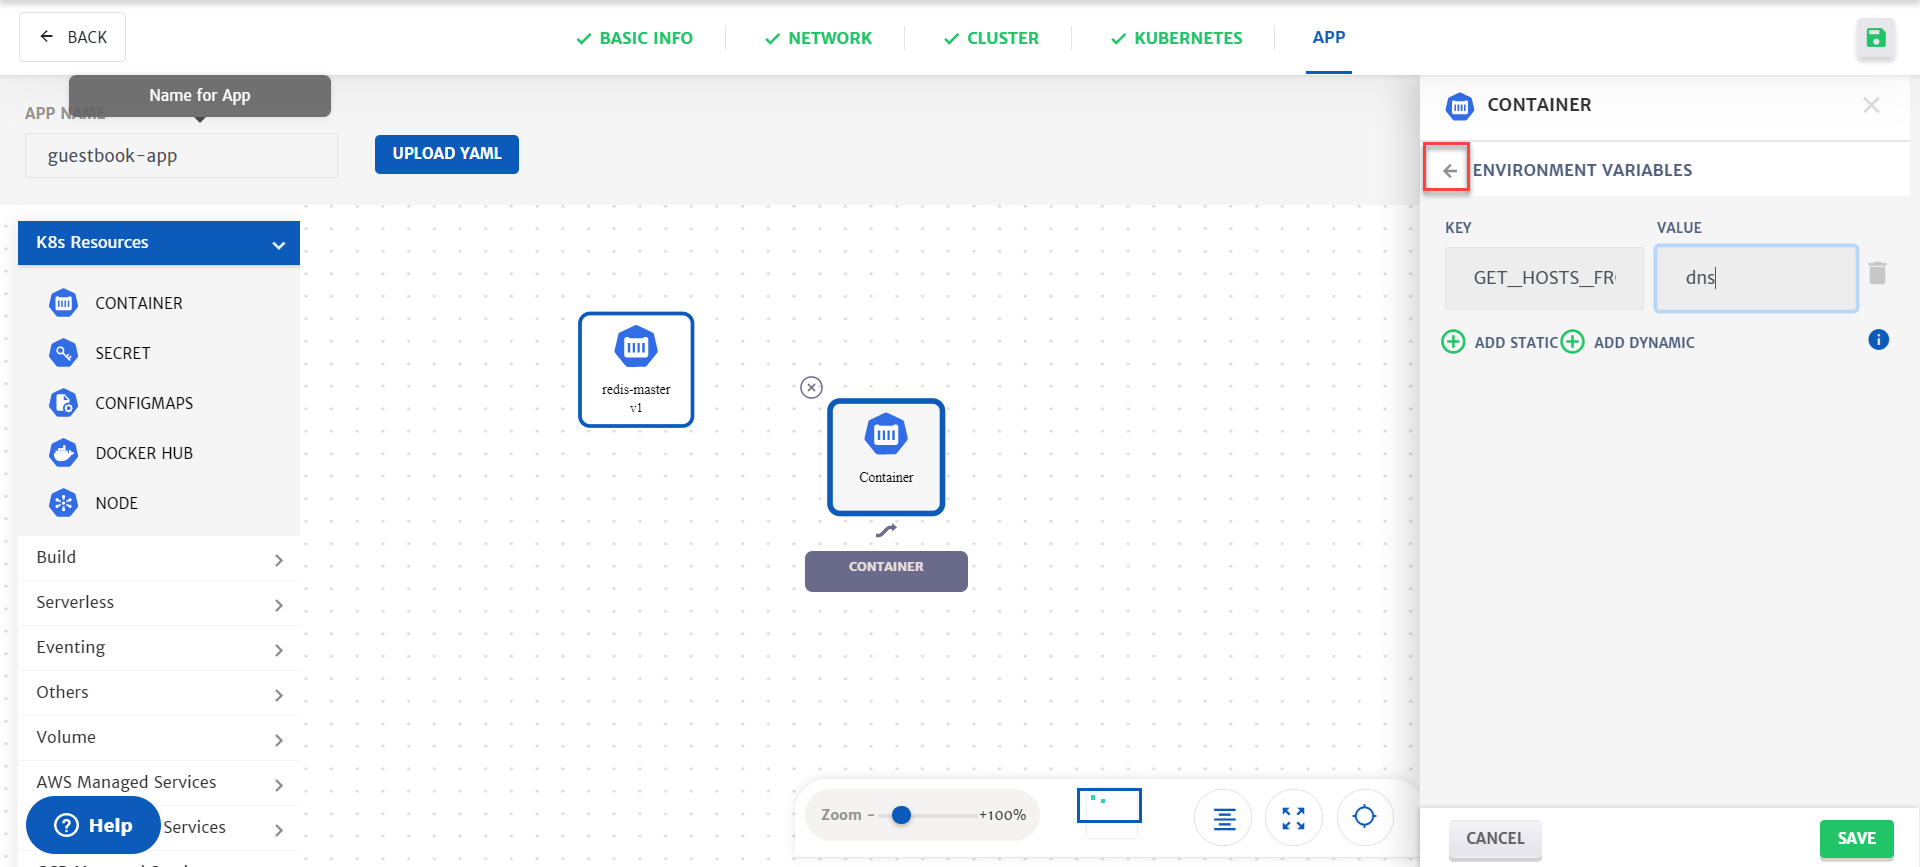 BACK
BASIC INFO
NETWORK
CLUSTER
KUBERNETES
APP
Name for App
APP NAME
guestbook-app
UPLOAD YAML
K8s Resources
CONTAINER
SECRET
CONFIGMAPS
DOCKER HUB
NODE
Build
Serverless
Eventing
Others
Volume
AWS Managed Services
Services
Help
redis-master
v1
Container
CONTAINER
Zoom - +100%
CONTAINER
ENVIRONMENT VARIABLES
KEY VALUE
GET_HOSTS_FR dns
ADD STATIC ADD DYNAMIC
CANCEL
SAVE